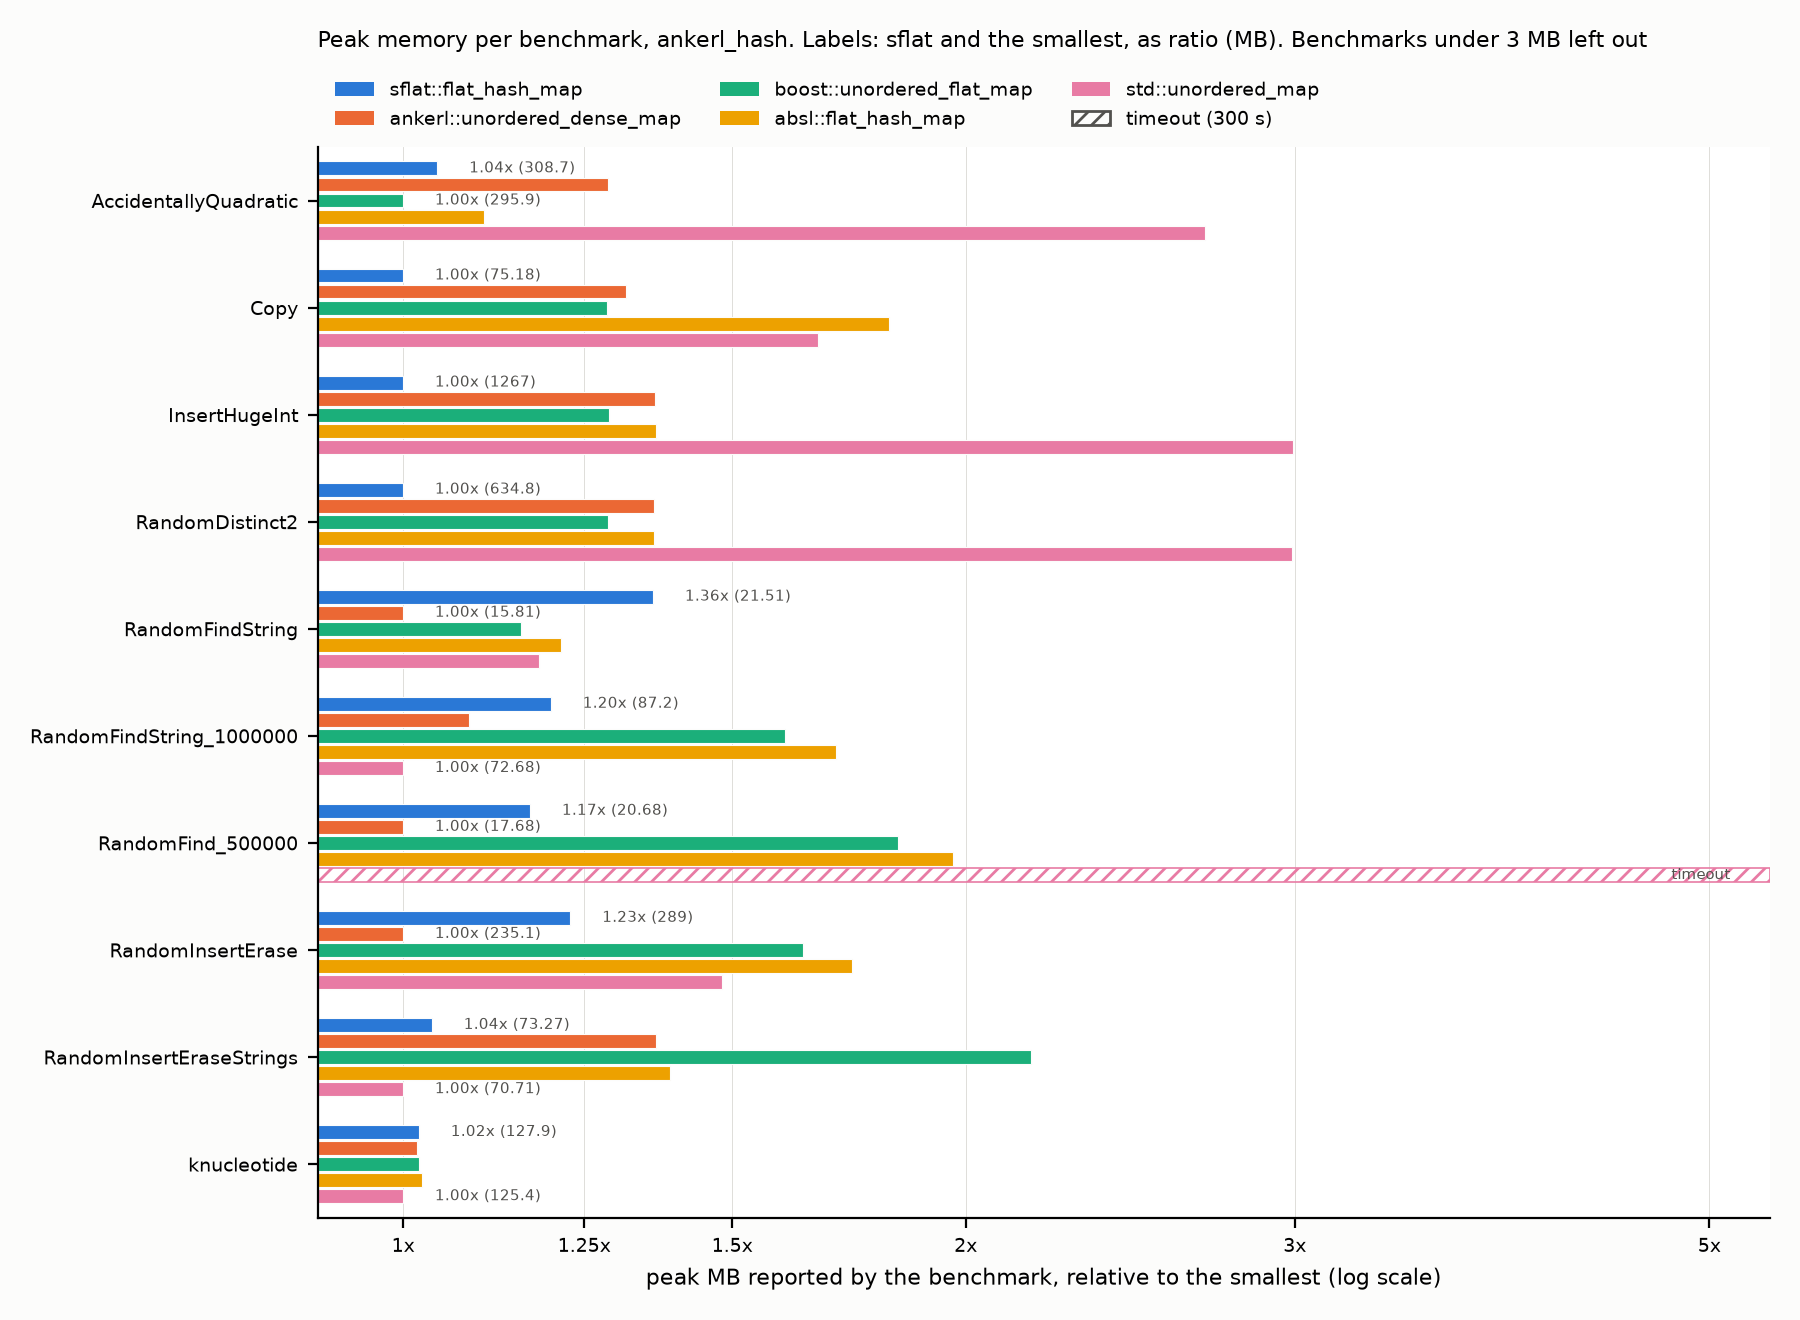 Peak memory per benchmark, ankerl_hash. Labels: sflat and the smallest, as ratio (MB). Benchmarks under 3 MB left out
sflat::flat_hash_map
ankerl::unordered_dense_map
boost::unordered_flat_map
absl::flat_hash_map
std::unordered_map
timeout (300 s)
AccidentallyQuadratic
1.04x (308.7)
1.00x (295.9)
Copy
1.00x (75.18)
InsertHugeInt
1.00x (1267)
RandomDistinct2
1.00x (634.8)
RandomFindString
1.36x (21.51)
1.00x (15.81)
RandomFindString_1000000
1.20x (87.2)
1.00x (72.68)
RandomFind_500000
1.17x (20.68)
1.00x (17.68)
timeout
RandomInsertErase
1.23x (289)
1.00x (235.1)
RandomInsertEraseStrings
1.04x (73.27)
1.00x (70.71)
knucleotide
1.02x (127.9)
1.00x (125.4)
1x 1.25x 1.5x 2x 3x 5x
peak MB reported by the benchmark, relative to the smallest (log scale)